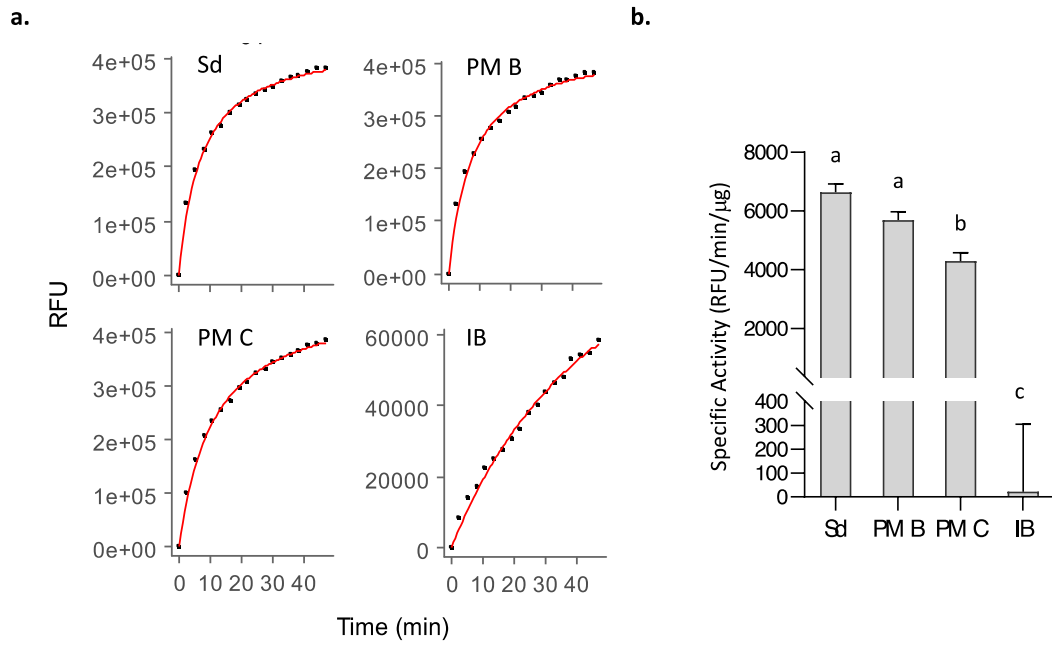 a.
b.
Sd
4e+05
3e+05
2e+05
1e+05
0e+00
PM B
4e+05
3e+05
2e+05
1e+05
0e+00
RFU
PM C
4e+05
3e+05
2e+05
1e+05
0e+00
0 10 20 30 40
IB
60000
40000
20000
0
0 10 20 30 40
Time (min)
Specific Activity (RFU/min/µg)
8000
6000
4000
2000
400
300
200
100
0
a
a
b
c
Sd PM B PM C IB